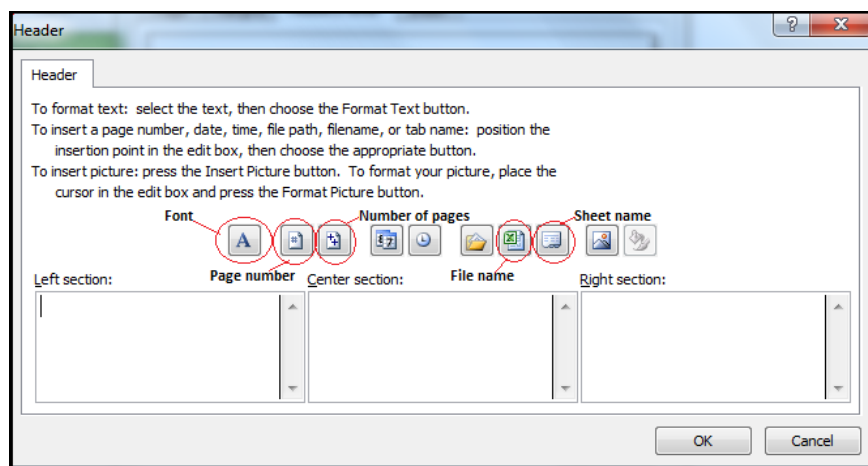 Header
Header
To format text:  select the text, then choose the Format Text button.
To insert a page number, date, time, file path, filename, or tab name:  position the
insertion point in the edit box, then choose the appropriate button.
To insert picture: press the Insert Picture button.  To format your picture, place the
cursor in the edit box and press the Format Picture button.
Font Number of pages Sheet name
A
Page number File name
Left section: Center section: Right section:
OK Cancel